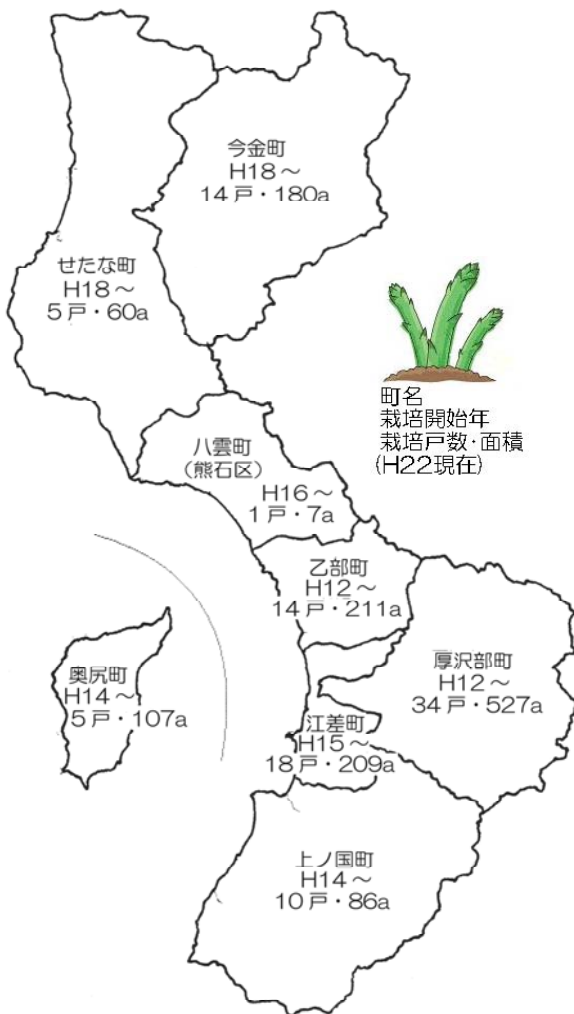 今金町
H18～
14戸・180a
せたな町
H18～
5戸・60a
町名
栽培開始年
栽培戸数・面積
(H22現在)
八雲町
(熊石区)
H16～
1戸・7a
乙部町
H12～
14戸・211a
厚沢部町
H12～
34戸・527a
奥尻町
H14～
5戸・107a
江差町
H15～
18戸・209a
上ノ国町
H14～
10戸・86a